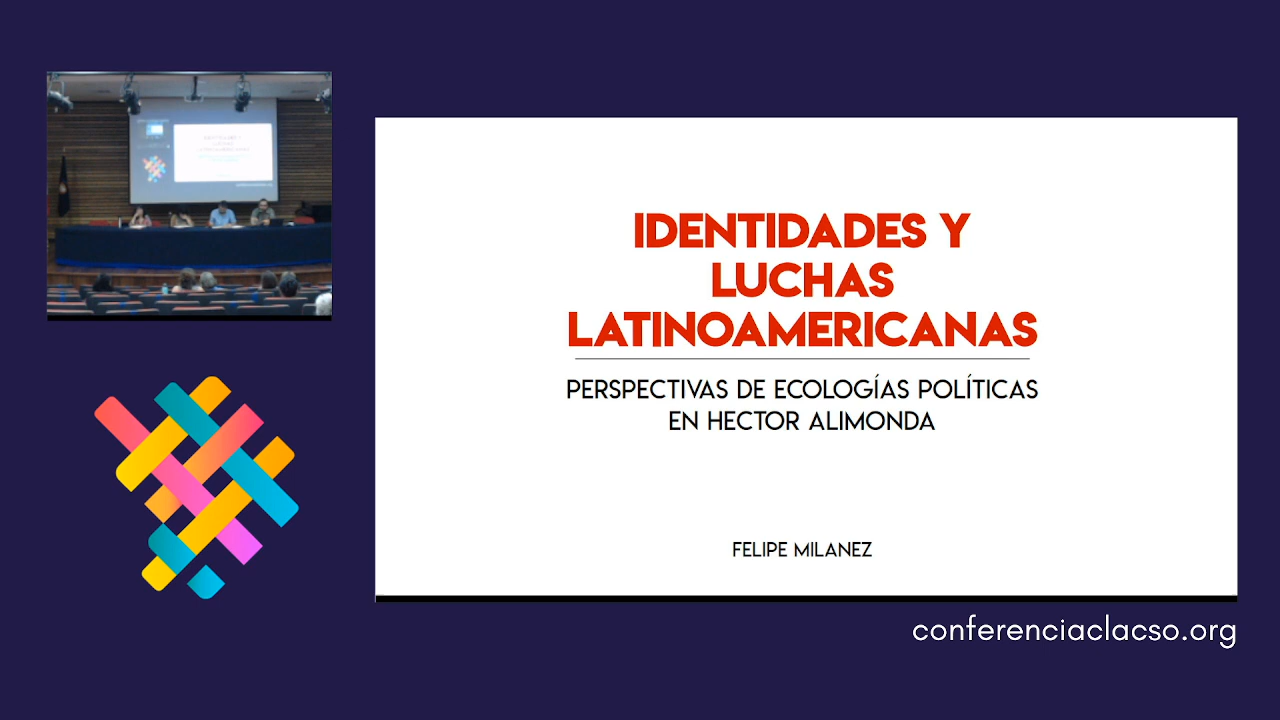 IDENTIDADES Y
LUCHAS
LATINOAMERICANAS
PERSPECTIVAS DE ECOLOGÍAS POLÍTICAS
EN HECTOR ALIMONDA
FELIPE MILANEZ
conferenciaclacso.org